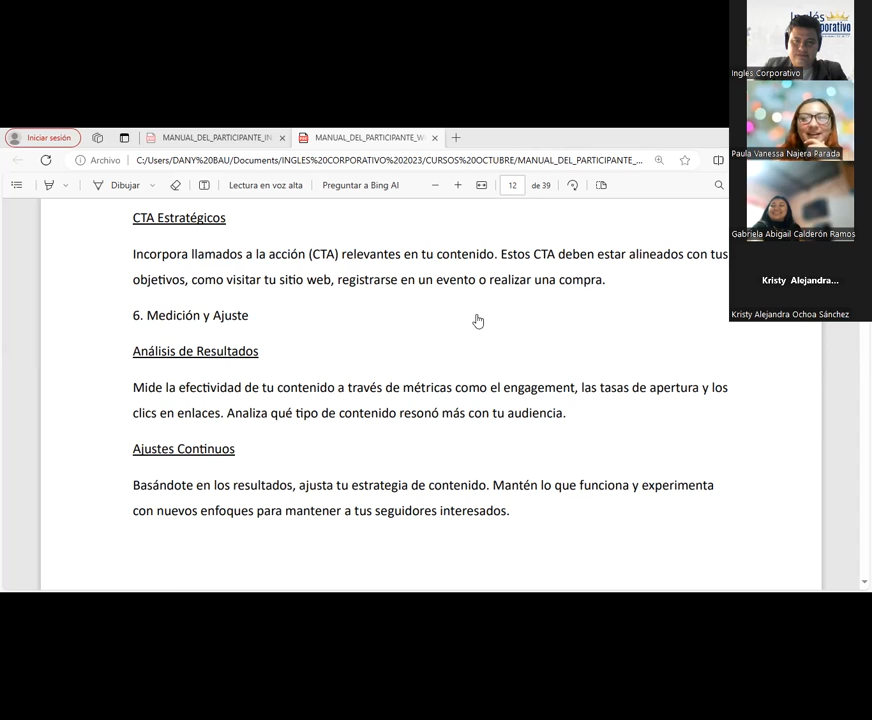 Inglés
orporativo
Ingles Corporativo
Paula Vanessa Najera Parada
Gabriela Abigail Calderón Ramos
Kristy Alejandra...
Kristy Alejandra Ochoa Sánchez
Iniciar sesión
MANUAL_DEL_PARTICIPANTE_IN
MANUAL_DEL_PARTICIPANTE_W
Archivo
C:/Users/DANY%20BAU/Documents/INGLES%20CORPORATIVO%202023/CURSOS%20OCTUBRE/MANUAL_DEL_PARTICIPANTE_...
Dibujar
Lectura en voz alta
Preguntar a Bing AI
12
de 39
CTA Estratégicos
Incorpora llamados a la acción (CTA) relevantes en tu contenido. Estos CTA deben estar alineados con tus
objetivos, como visitar tu sitio web, registrarse en un evento o realizar una compra.
6. Medición y Ajuste
Análisis de Resultados
Mide la efectividad de tu contenido a través de métricas como el engagement, las tasas de apertura y los
clics en enlaces. Analiza qué tipo de contenido resonó más con tu audiencia.
Ajustes Continuos
Basándote en los resultados, ajusta tu estrategia de contenido. Mantén lo que funciona y experimenta
con nuevos enfoques para mantener a tus seguidores interesados.